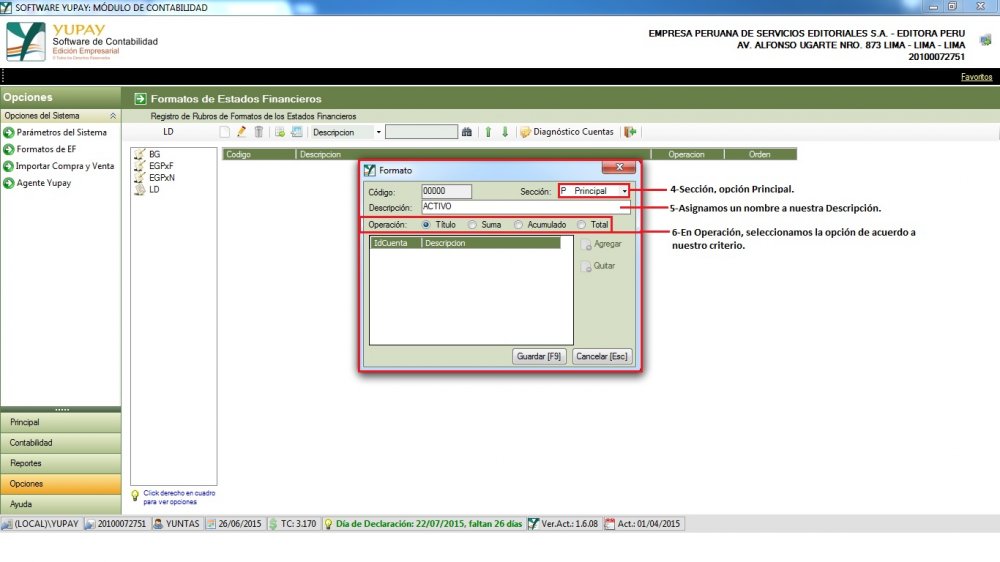 SOFTWARE YUPAY: MÓDULO DE CONTABILIDAD
YUPAY
Software de Contabilidad
Edición Empresarial
EMPRESA PERUANA DE SERVICIOS EDITORIALES S.A. - EDITORA PERU
AV. ALFONSO UGARTE NRO. 873 LIMA - LIMA - LIMA
20100072751
Favoritos
Opciones
Formatos de Estados Financieros
Opciones del Sistema
Registro de Rubros de Formatos de los Estados Financieros
Parámetros del Sistema
Formatos de EF
Importar Compra y Venta
Agente Yupay
LD
Descripcion
Diagnóstico Cuentas
BG
EGPxF
EGPxN
LD
Codigo
Descripcion
Operacion
Orden
Formato
Código:
00000
Sección:
P Principal
Descripción:
ACTIVO
Operación:
Título
Suma
Acumulado
Total
IdCuenta
Descripcion
Agregar
Quitar
Guardar [F9]
Cancelar [Esc]
4-Sección, opción Principal.
5-Asignamos un nombre a nuestra Descripción.
6-En Operación, seleccionamos la opción de acuerdo a
nuestro criterio.
Principal
Contabilidad
Reportes
Opciones
Ayuda
Click derecho en cuadro
para ver opciones
(LOCAL)\YUPAY
20100072751
YUNTAS
26/06/2015
TC: 3.170
Día de Declaración: 22/07/2015, faltan 26 días
Ver.Act.: 1.6.08
Act.: 01/04/2015